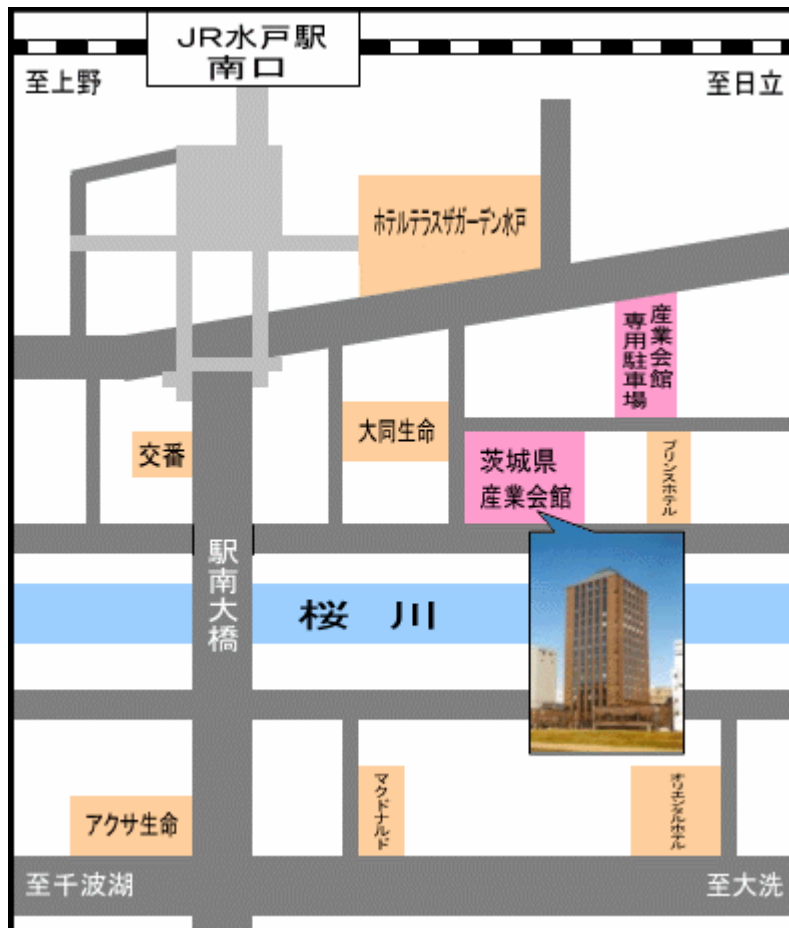 JR水戸駅
南口
至上野
至日立
ホテルテラスザガーデン水戸
産業会館
専用駐車場
大同生命
交番
茨城県
産業会館
プリンスホテル
駅南大橋
桜川
アクサ生命
マクドナルド
オリエンタルホテル
至千波湖
至大洗